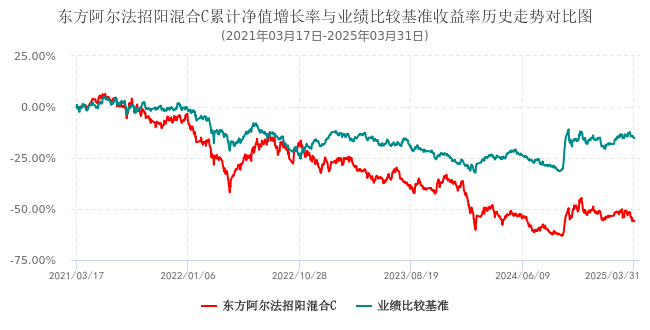 东方阿尔法招阳混合C累计净值增长率与业绩比较基准收益率历史走势对比图
(2021年03月17日-2025年03月31日)
25.00%
0.00%
-25.00%
-50.00%
-75.00%
2021/03/17 2022/01/06 2022/10/28 2023/08/19 2024/06/09 2025/03/31
东方阿尔法招阳混合C 业绩比较基准